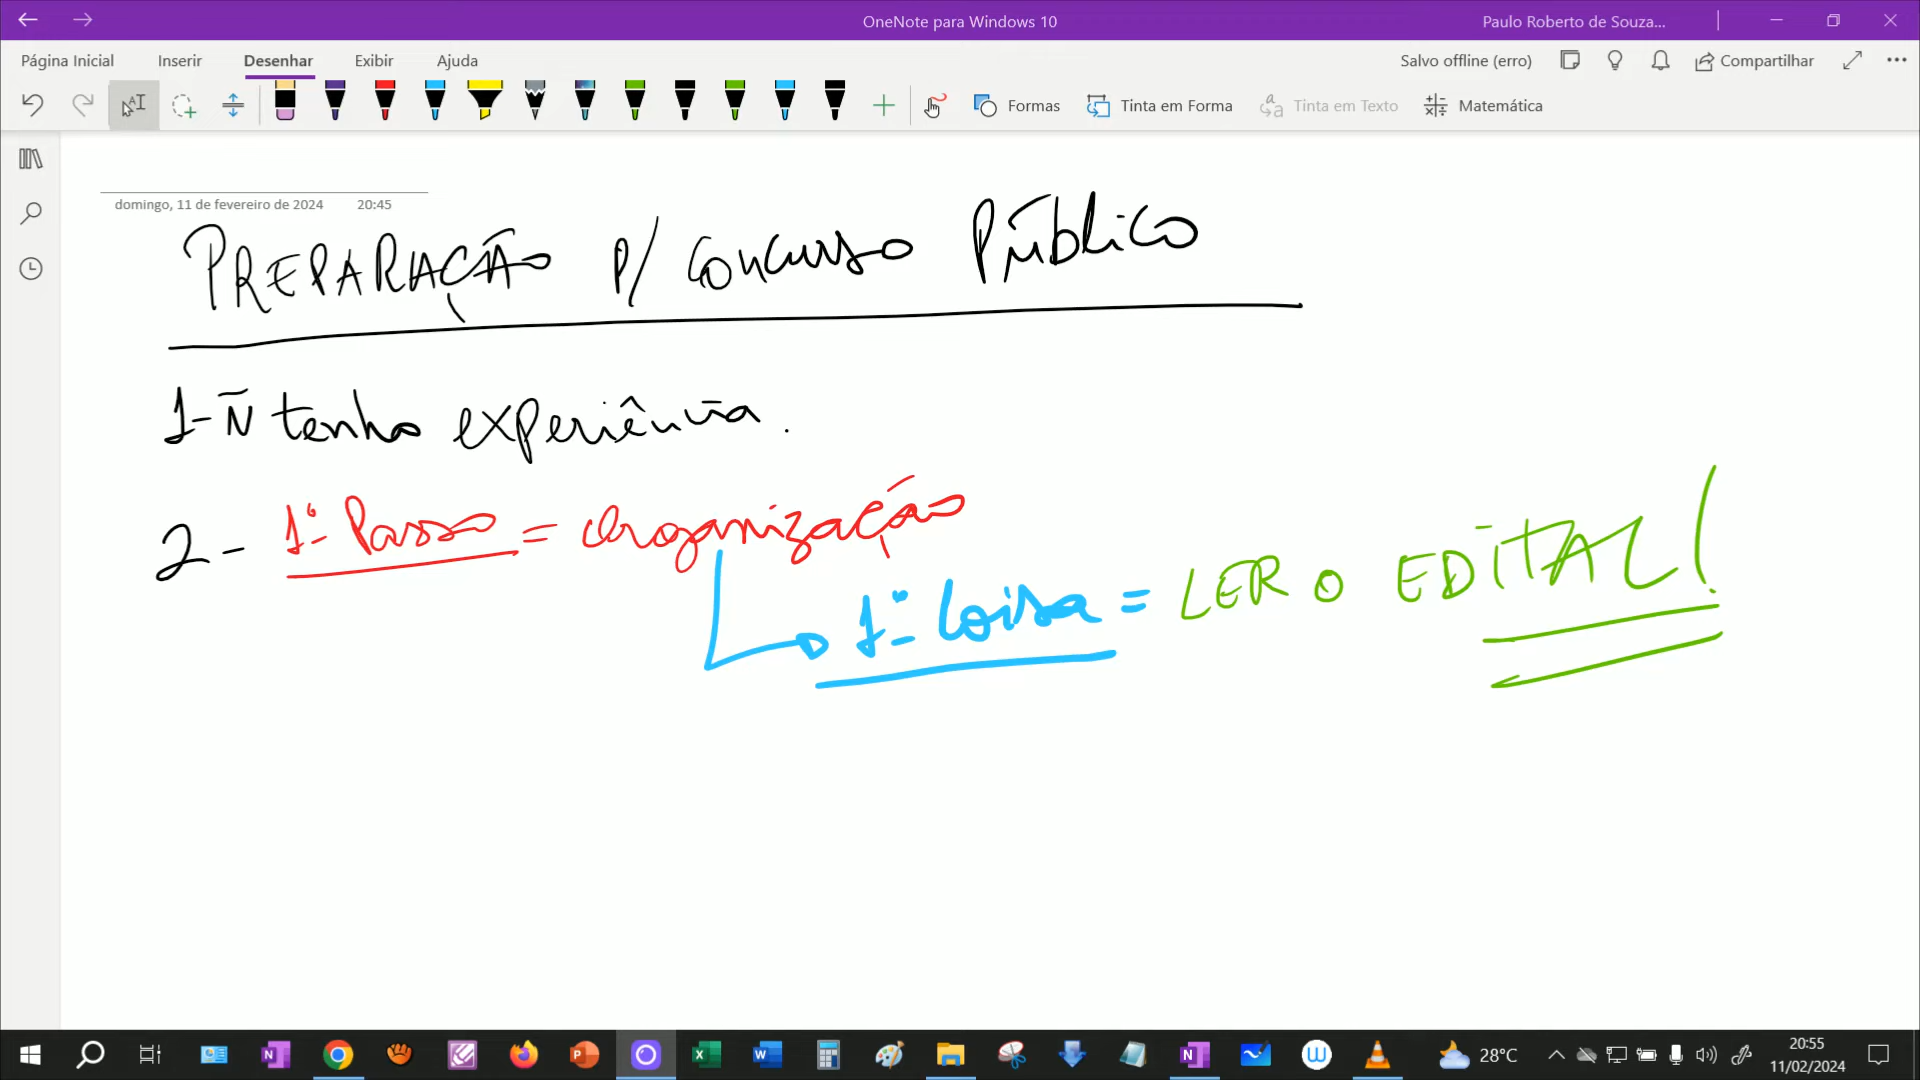 OneNote para Windows 10
Paulo Roberto de Souza...
Página Inicial Inserir Desenhar Exibir Ajuda
Salvo offline (erro) Compartilhar
Formas Tinta em Forma Tinta em Texto Matemática
domingo, 11 de fevereiro de 2024 20:45
PREPARAÇÃO P/ CONCURSO PÚBLICO
1-Ñ tenho experiência.
2- 1º Passo = Organização
1º Coisa = LER O EDITAL!
28°C
20:55
11/02/2024